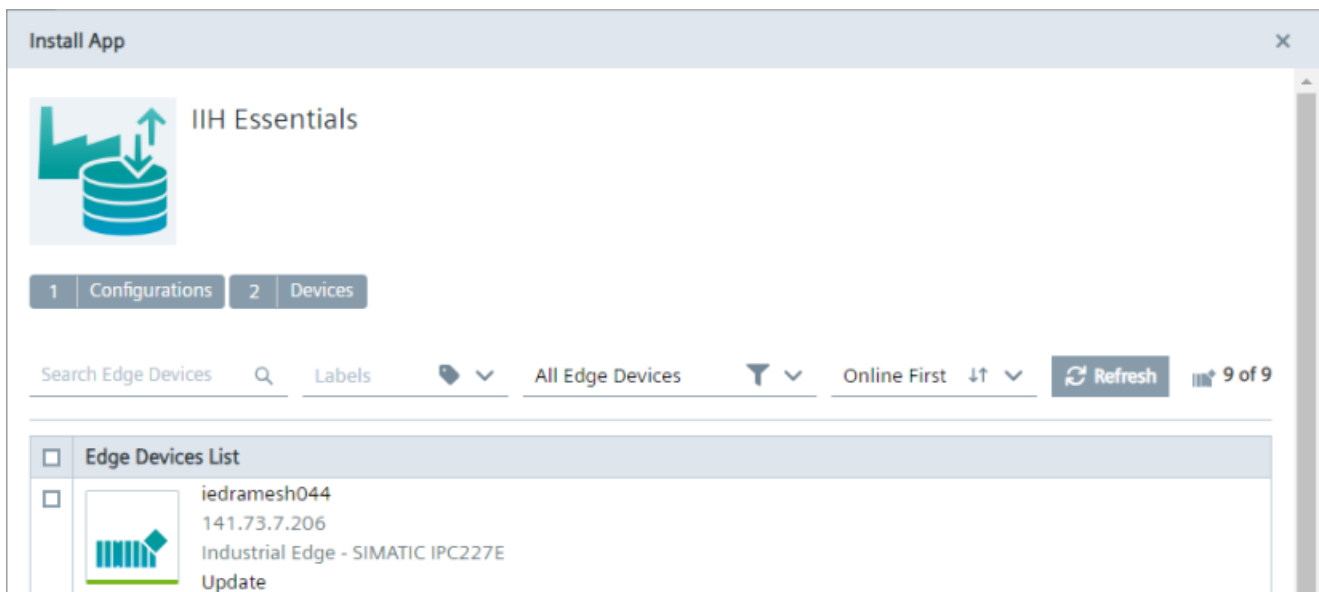 Install App
IIH Essentials
1 Configurations 2 Devices
Search Edge Devices Labels All Edge Devices Online First Refresh 9 of 9
Edge Devices List
iedramesh044
141.73.7.206
Industrial Edge - SIMATIC IPC227E
Update